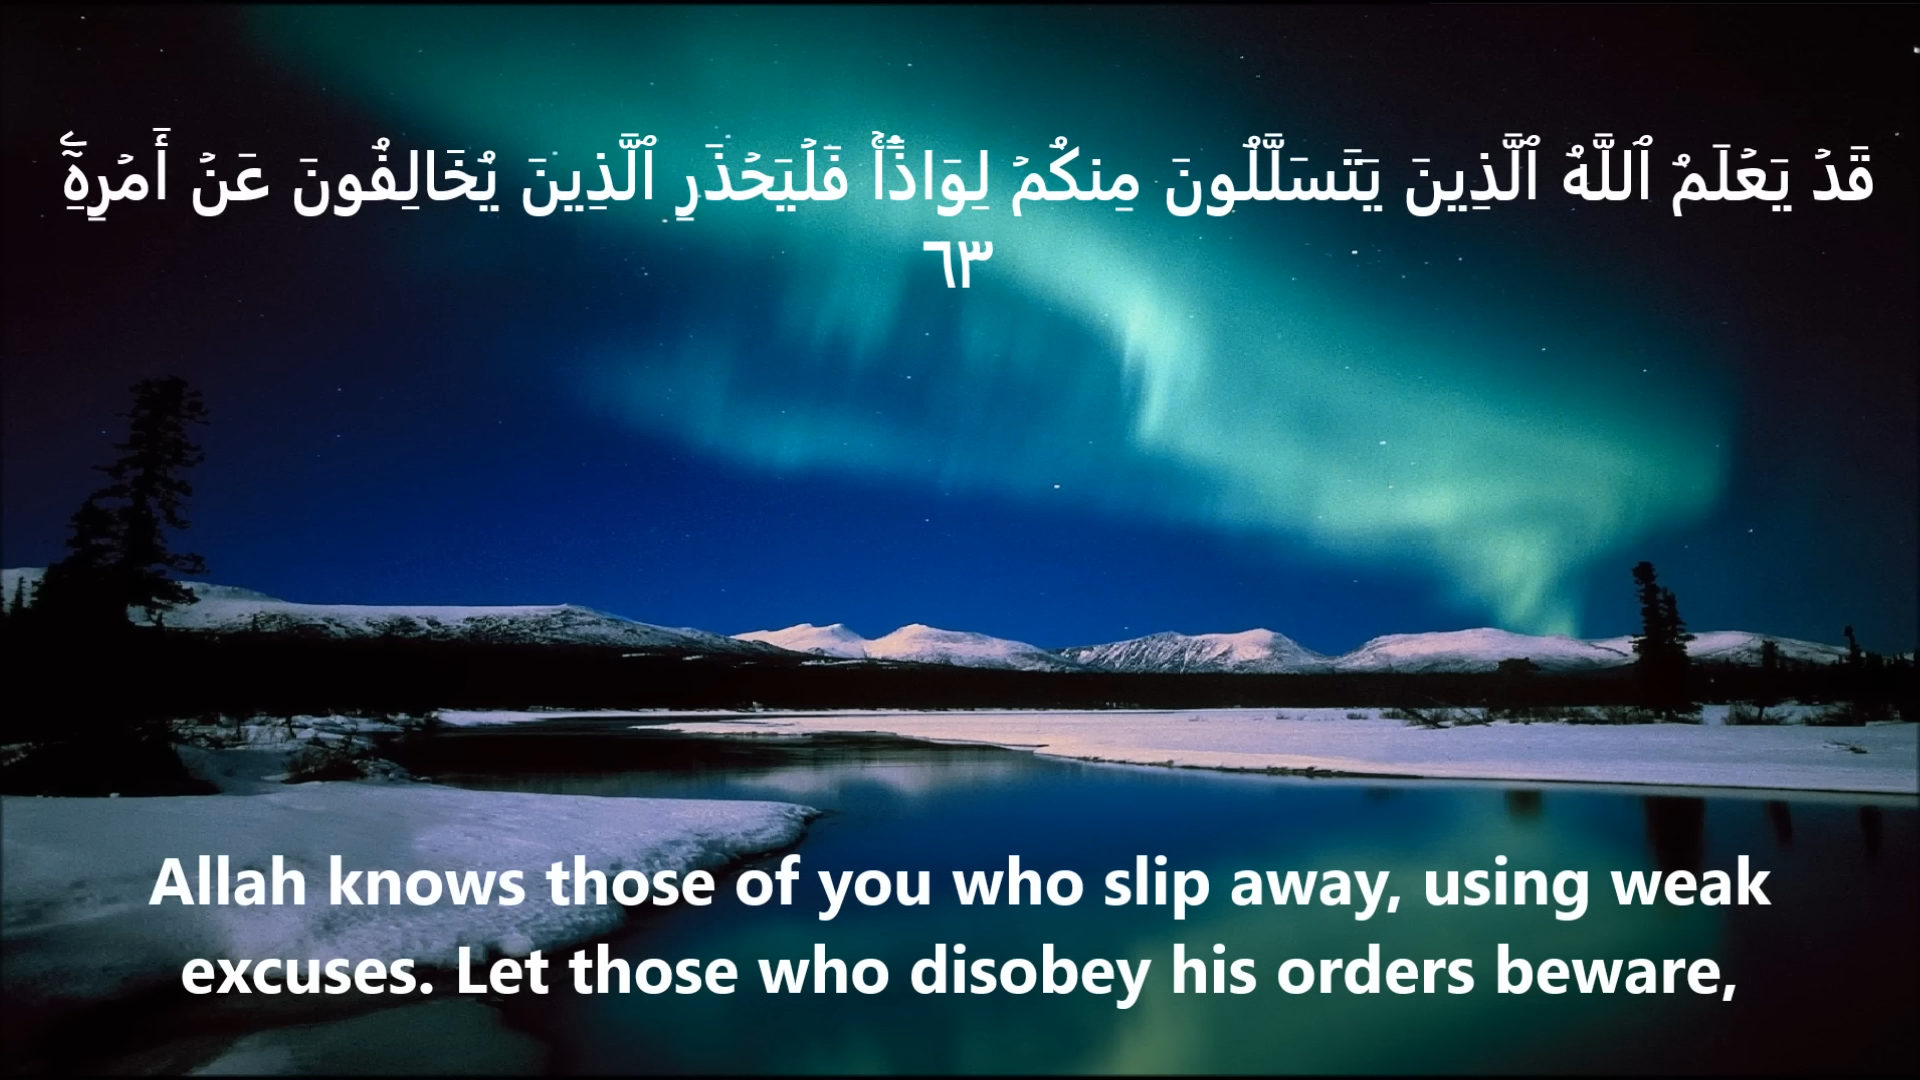 قَدۡ يَعۡلَمُ ٱللَّهُ ٱلَّذِينَ يَتَسَلَّلُونَ مِنكُمۡ لِوَاذٗاۚ فَلۡيَحۡذَرِ ٱلَّذِينَ يُخَالِفُونَ عَنۡ أَمۡرِهِۦٓ
٦٣
Allah knows those of you who slip away, using weak
excuses. Let those who disobey his orders beware,